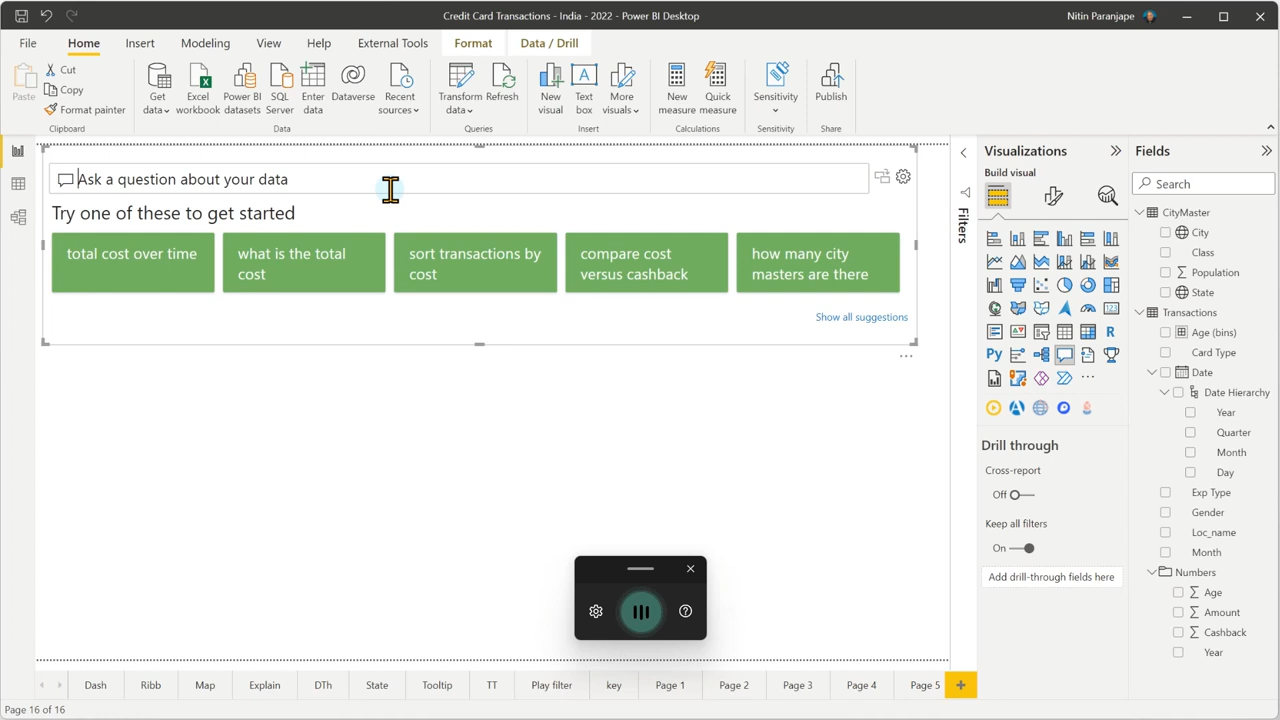 Credit Card Transactions - India - 2022 - Power BI Desktop
Nitin Paranjape
File Home Insert Modeling View Help External Tools Format Data / Drill
Paste
Cut
Copy
Format painter
Clipboard
Get data
Excel workbook
Power BI datasets
SQL Server
Enter data
Dataverse
Recent sources
Data
Transform data
Refresh
Queries
New visual
Text box
More visuals
Insert
New measure
Quick measure
Calculations
Sensitivity
Sensitivity
Publish
Share
Ask a question about your data
Try one of these to get started
total cost over time
what is the total
cost
sort transactions by
cost
compare cost
versus cashback
how many city
masters are there
Show all suggestions
Filters
Visualizations
Build visual
R
Py
123
Drill through
Cross-report
Off
Keep all filters
On
Add drill-through fields here
Fields
Search
CityMaster
City
Class
Population
State
Transactions
Age (bins)
Card Type
Date
Date Hierarchy
Year
Quarter
Month
Day
Exp Type
Gender
Loc_name
Month
Numbers
Age
Amount
Cashback
Year
Dash Ribb Map Explain DTh State Tooltip TT Play filter key Page 1 Page 2 Page 3 Page 4 Page 5
Page 16 of 16